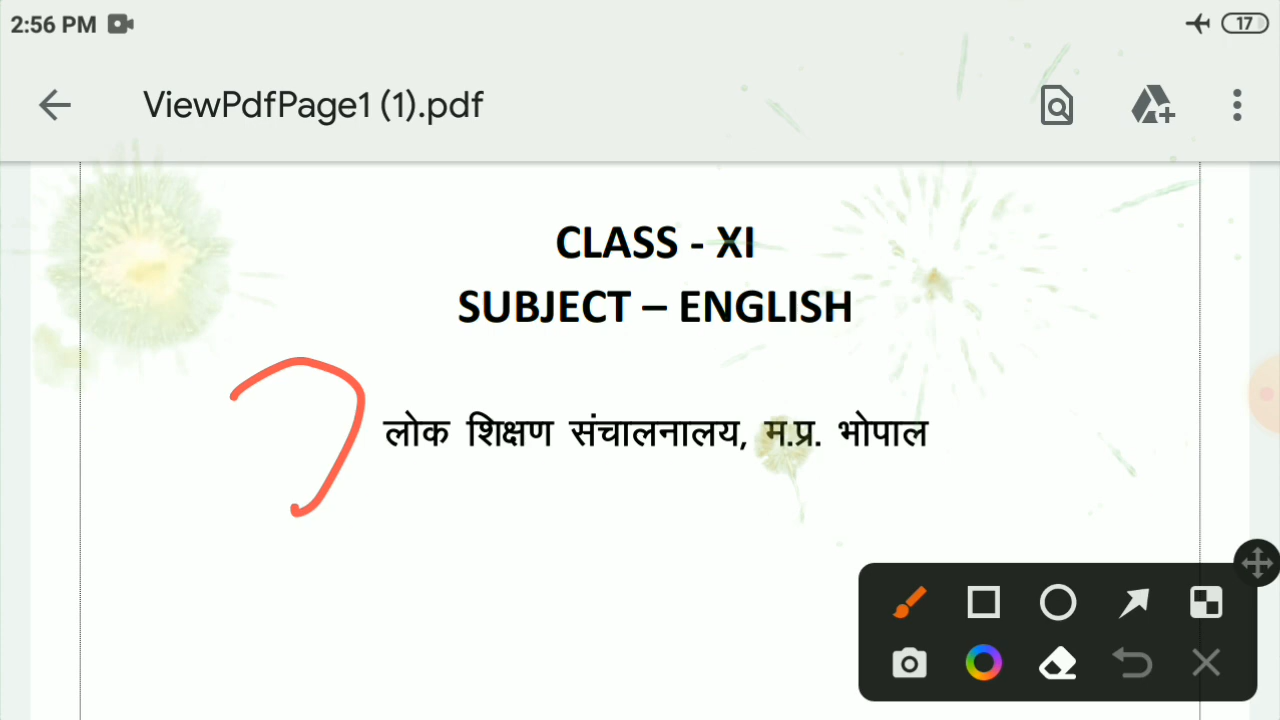 2:56 PM
17
ViewPdfPage1 (1).pdf
CLASS - XI
SUBJECT – ENGLISH
लोक शिक्षण संचालनालय, म.प्र. भोपाल